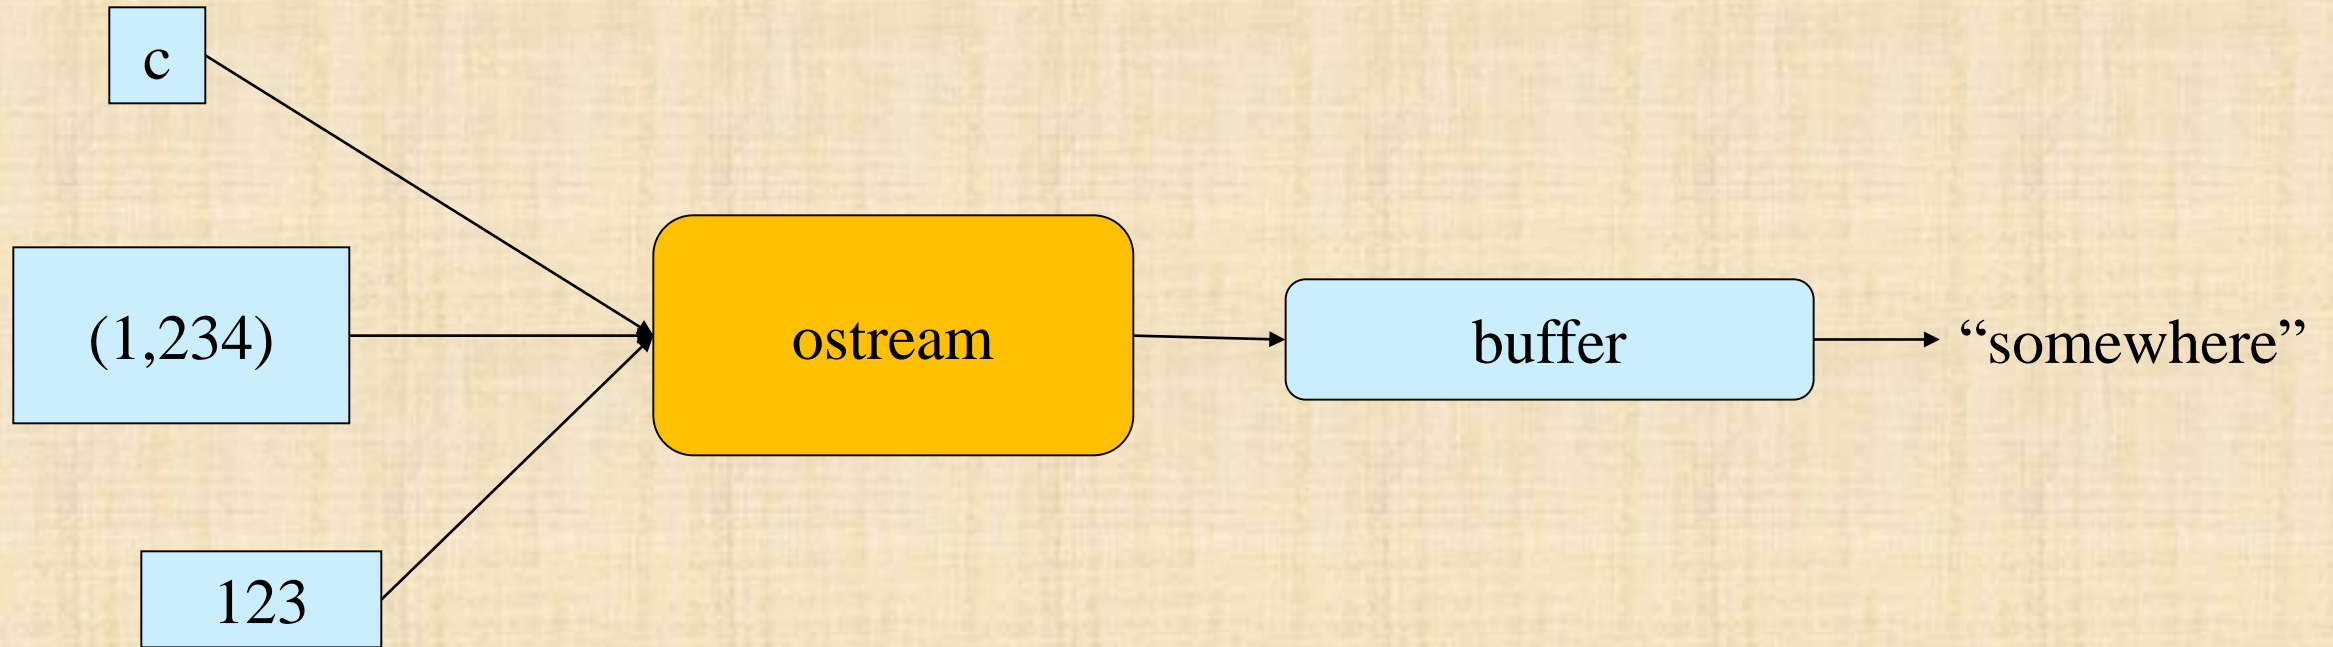 c
(1,234)
ostream
buffer
“somewhere”
123